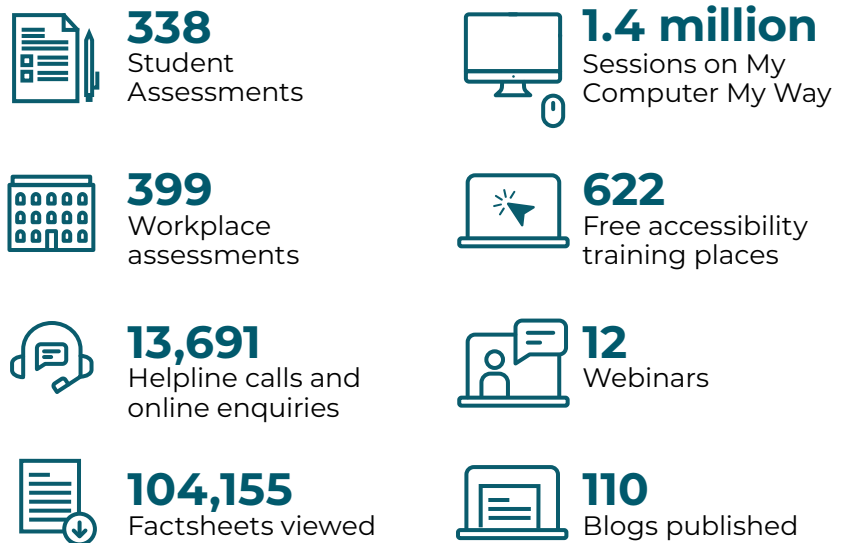 338
Student
Assessments
1.4 million
Sessions on My
Computer My Way
399
Workplace
assessments
622
Free accessibility
training places
13,691
Helpline calls and
online enquiries
12
Webinars
104,155
Factsheets viewed
110
Blogs published